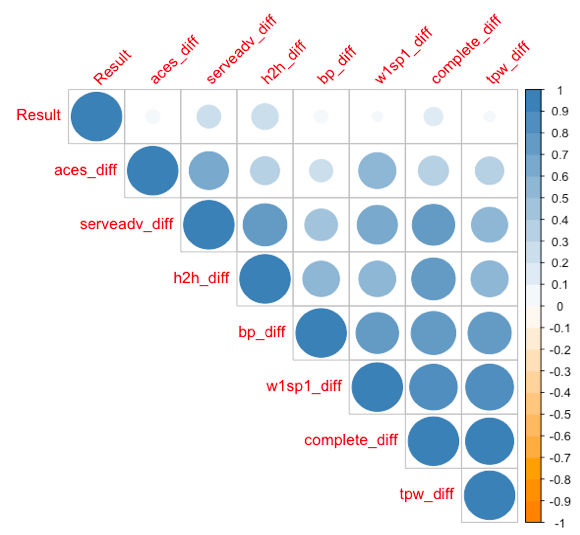 Result
aces_diff
serveadv_diff
h2h_diff
bp_diff
w1sp1_diff
complete_diff
tpw_diff
Result
aces_diff
serveadv_diff
h2h_diff
bp_diff
w1sp1_diff
complete_diff
tpw_diff
1
0.9
0.8
0.7
0.6
0.5
0.4
0.3
0.2
0.1
0
-0.1
-0.2
-0.3
-0.4
-0.5
-0.6
-0.7
-0.8
-0.9
-1